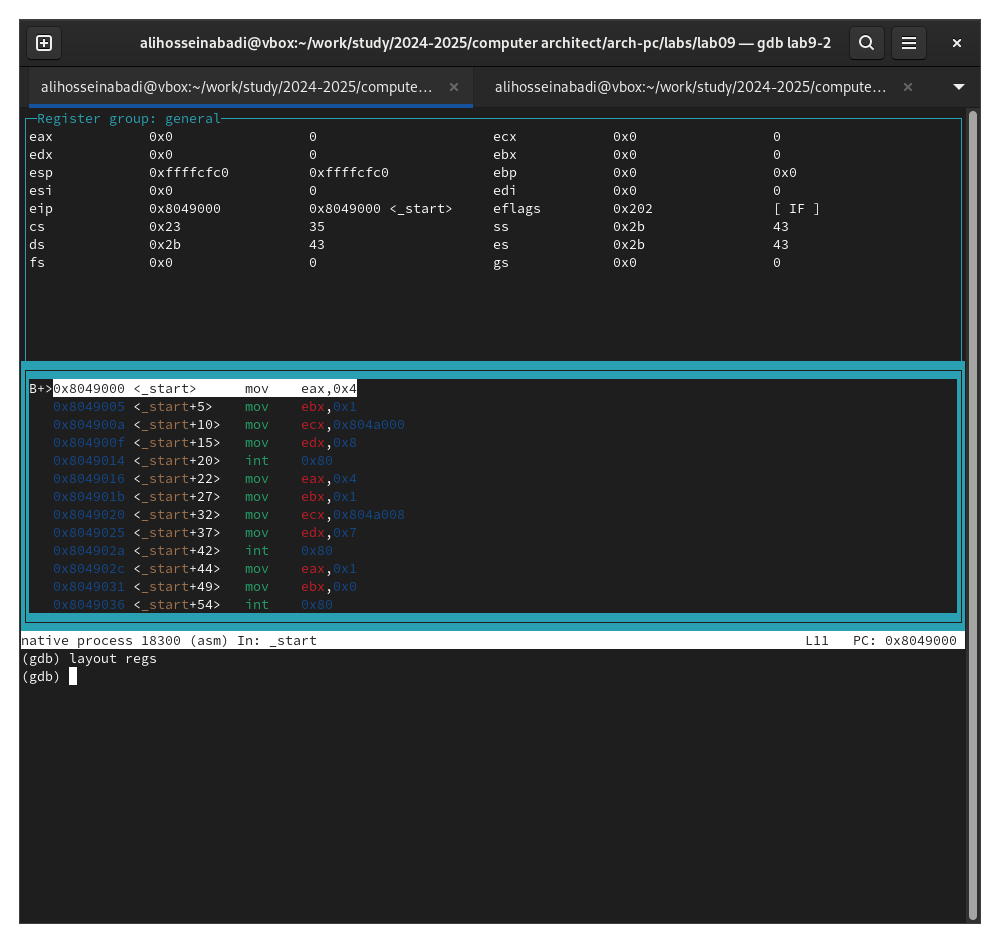 alihosseinabadi@vbox:~/work/study/2024-2025/computer architect/arch-pc/labs/lab09 — gdb lab9-2
alihosseinabadi@vbox:~/work/study/2024-2025/compute… × alihosseinabadi@vbox:~/work/study/2024-2025/compute… ×
Register group: general
eax 0x0 0 ecx 0x0 0
edx 0x0 0 ebx 0x0 0
esp 0xffffcfc0 0xffffcfc0 ebp 0x0 0x0
esi 0x0 0 edi 0x0 0
eip 0x8049000 0x8049000 <_start> eflags 0x202 [ IF ]
cs 0x23 35 ss 0x2b 43
ds 0x2b 43 es 0x2b 43
fs 0x0 0 gs 0x0 0
B+>0x8049000 <_start> mov eax,0x4
0x8049005 <_start+5> mov ebx,0x1
0x804900a <_start+10> mov ecx,0x804a000
0x804900f <_start+15> mov edx,0x8
0x8049014 <_start+20> int 0x80
0x8049016 <_start+22> mov eax,0x4
0x804901b <_start+27> mov ebx,0x1
0x8049020 <_start+32> mov ecx,0x804a008
0x8049025 <_start+37> mov edx,0x7
0x804902a <_start+42> int 0x80
0x804902c <_start+44> mov eax,0x1
0x8049031 <_start+49> mov ebx,0x0
0x8049036 <_start+54> int 0x80
native process 18300 (asm) In: _start L11 PC: 0x8049000
(gdb) layout regs
(gdb)